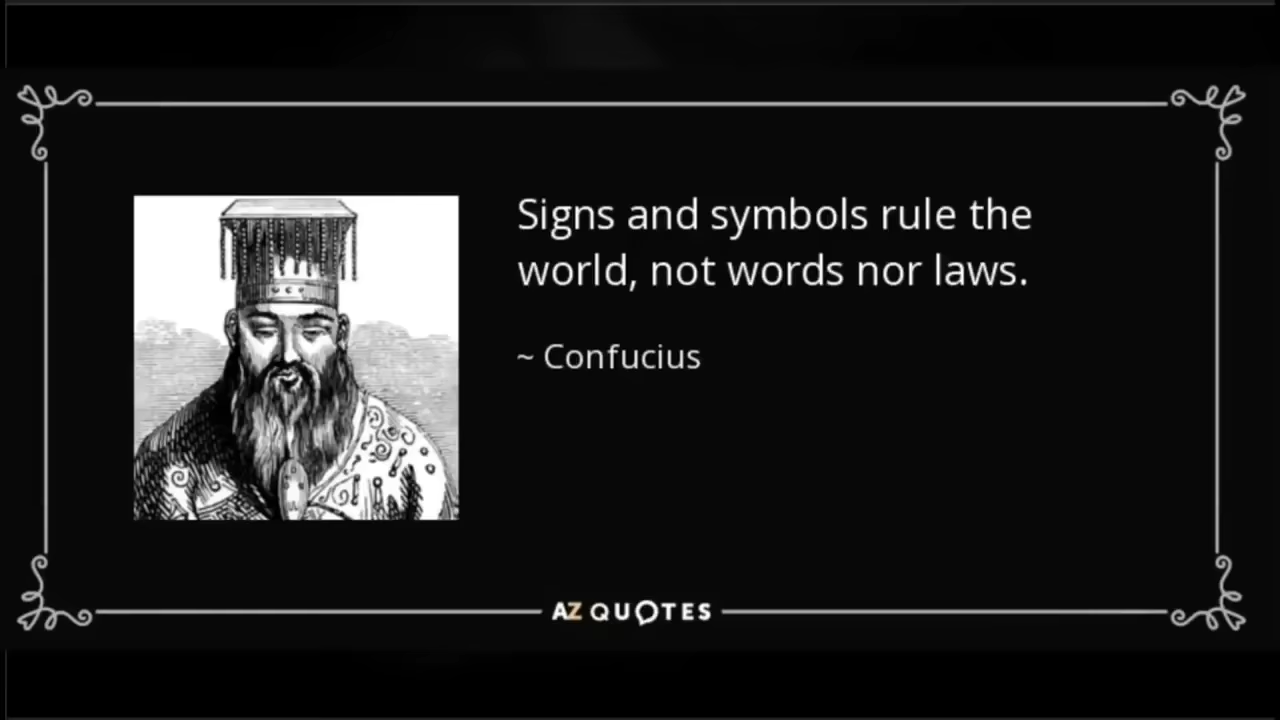 Signs and symbols rule the
world, not words nor laws.
~ Confucius
AZ QUOTES